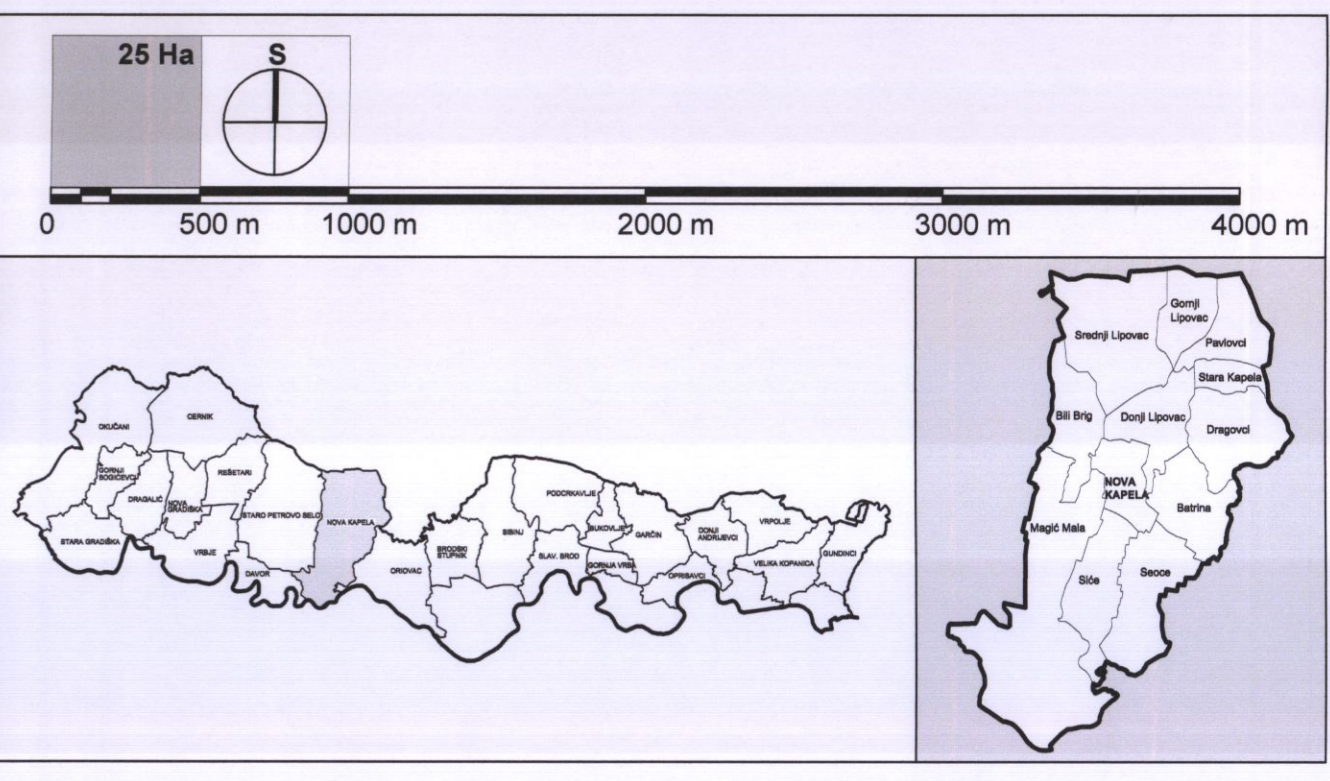 25 Ha
S
0 500 m 1000 m 2000 m 3000 m 4000 m
OKUČANI
CERNIK
GORNJI
BOGIĆEVCI
DRAGALIĆ
NOVA
GRADIŠKA
REŠETARI
STARO PETROVO SELO
NOVA KAPELA
STARA GRADIŠKA
VRBJE
DAVOR
ORIOVAC
BRODSKI
STUPNIK
SIBINJ
PODCRKAVLJE
BUKOVLJE
SLAV. BROD
GORNJA VRBA
GARČIN
OPRISAVCI
DONJI
ANDRIJEVCI
VRPOLJE
VELIKA KOPANICA
GUNDINCI
Gornji
Lipovac
Srednji Lipovac
Pavlovci
Stara Kapela
Bili Brig
Donji Lipovac
Dragovci
NOVA
KAPELA
Batrina
Magić Mala
Siće
Seoce